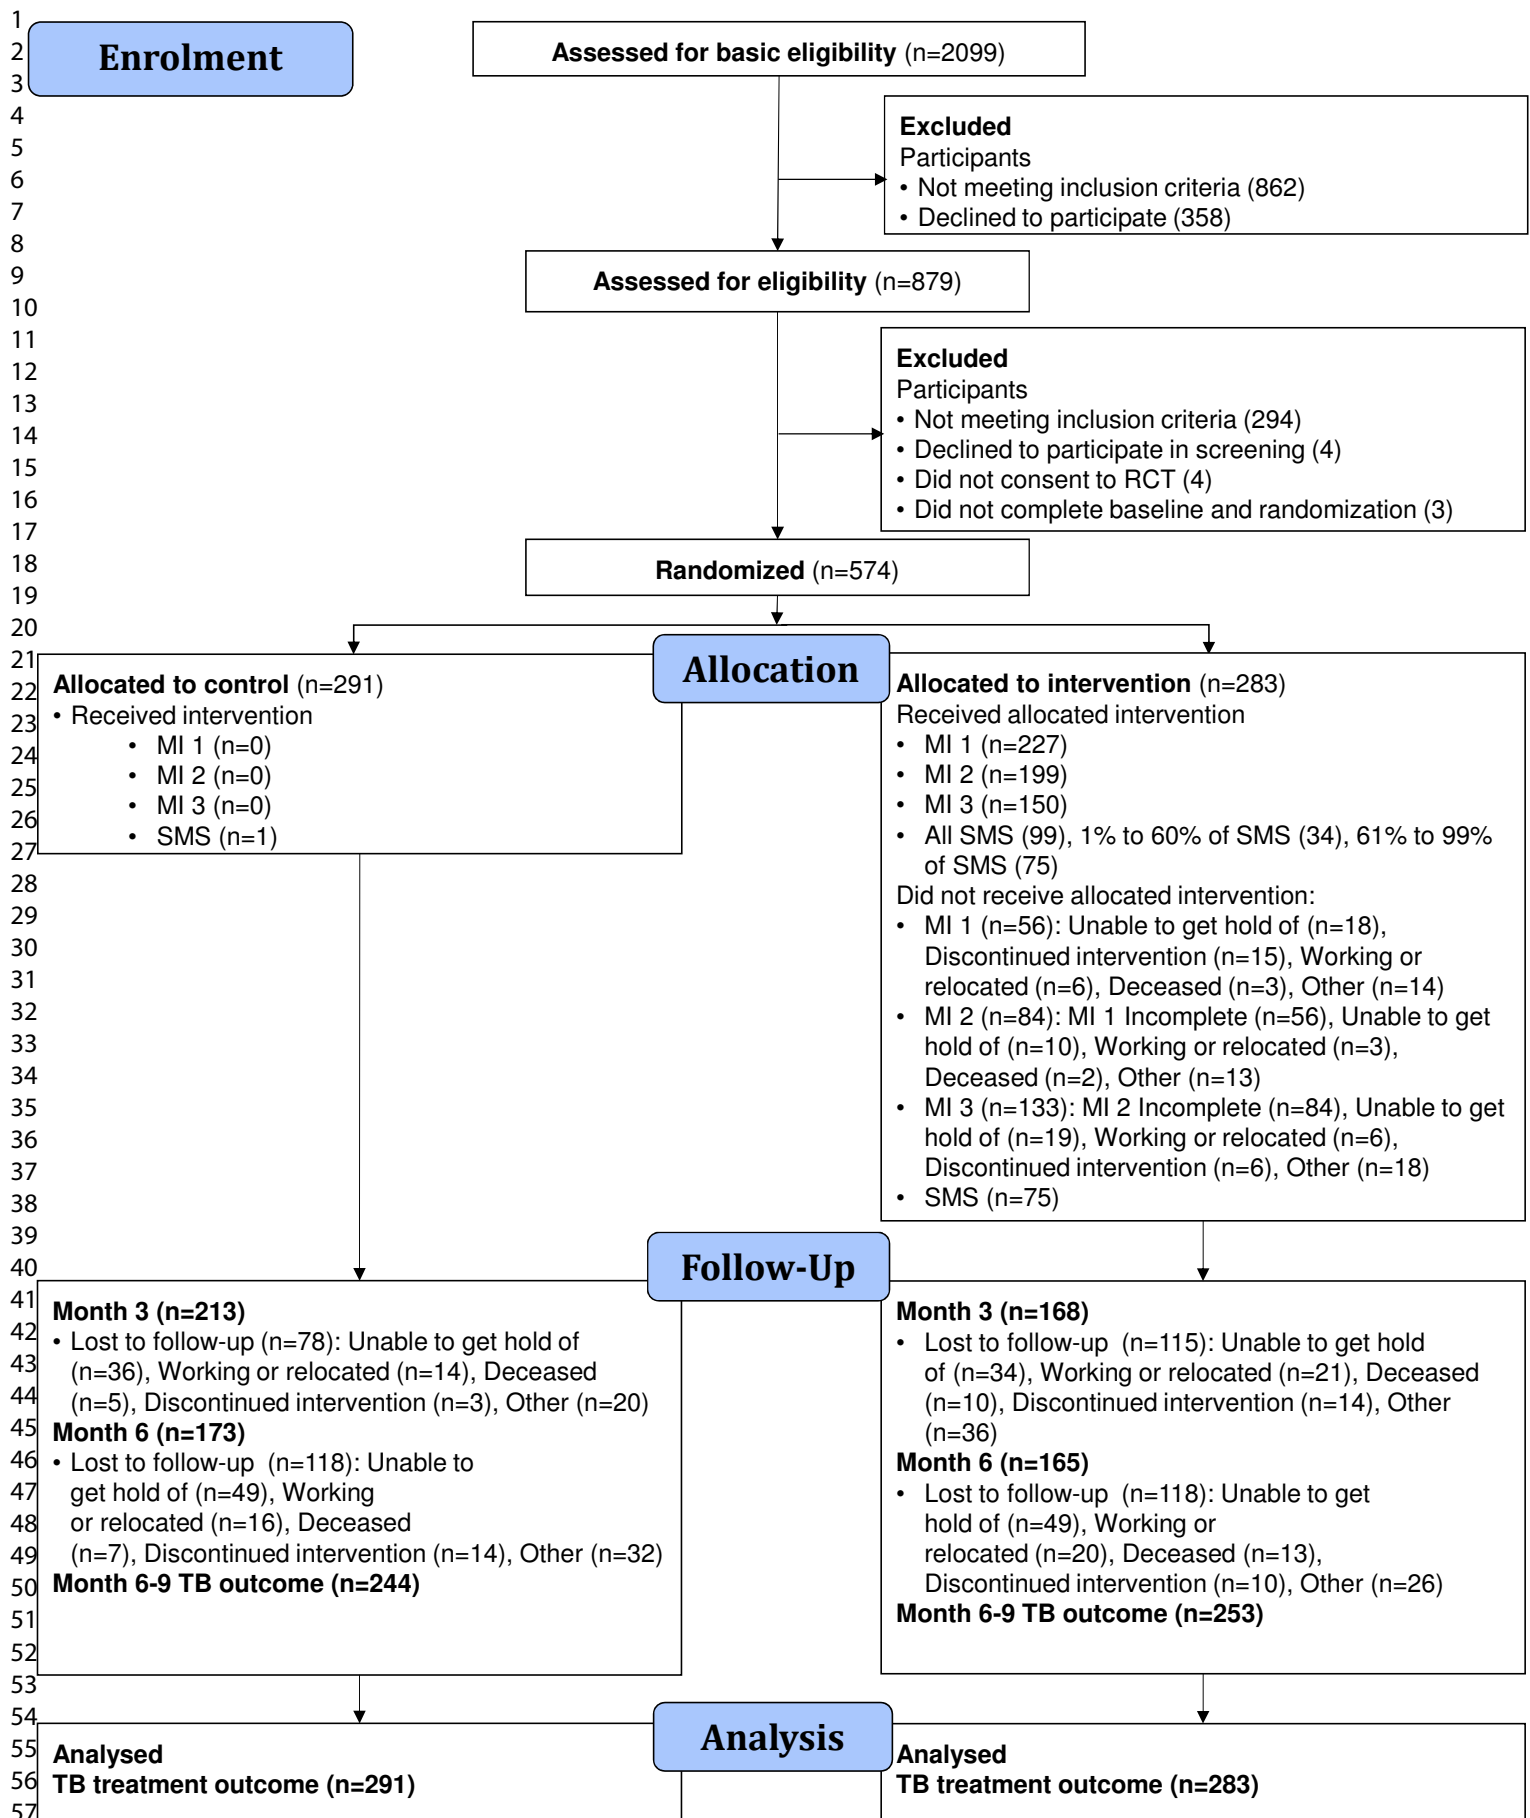 1
2
3
4
5
6
7
8
9
10
11
12
13
14
15
16
17
18
19
20
21
22
23
24
25
26
27
28
29
30
31
32
33
34
35
36
37
38
39
40
41
42
43
44
45
46
47
48
49
50
51
52
53
54
55
56
57
Enrolment
Assessed for basic eligibility (n=2099)
Excluded
Participants
• Not meeting inclusion criteria (862)
• Declined to participate (358)
Assessed for eligibility (n=879)
Excluded
Participants
• Not meeting inclusion criteria (294)
• Declined to participate in screening (4)
• Did not consent to RCT (4)
• Did not complete baseline and randomization (3)
Randomized (n=574)
Allocation
Allocated to control (n=291)
• Received intervention
• MI 1 (n=0)
• MI 2 (n=0)
• MI 3 (n=0)
• SMS (n=1)
Allocated to intervention (n=283)
Received allocated intervention
• MI 1 (n=227)
• MI 2 (n=199)
• MI 3 (n=150)
• All SMS (99), 1% to 60% of SMS (34), 61% to 99%
of SMS (75)
Did not receive allocated intervention:
• MI 1 (n=56): Unable to get hold of (n=18),
Discontinued intervention (n=15), Working or
relocated (n=6), Deceased (n=3), Other (n=14)
• MI 2 (n=84): MI 1 Incomplete (n=56), Unable to get
hold of (n=10), Working or relocated (n=3),
Deceased (n=2), Other (n=13)
• MI 3 (n=133): MI 2 Incomplete (n=84), Unable to get
hold of (n=19), Working or relocated (n=6),
Discontinued intervention (n=6), Other (n=18)
• SMS (n=75)
Follow-Up
Month 3 (n=213)
• Lost to follow-up (n=78): Unable to get hold of
(n=36), Working or relocated (n=14), Deceased
(n=5), Discontinued intervention (n=3), Other (n=20)
Month 6 (n=173)
• Lost to follow-up (n=118): Unable to
get hold of (n=49), Working
or relocated (n=16), Deceased
(n=7), Discontinued intervention (n=14), Other (n=32)
Month 6-9 TB outcome (n=244)
Month 3 (n=168)
• Lost to follow-up (n=115): Unable to get hold
of (n=34), Working or relocated (n=21), Deceased
(n=10), Discontinued intervention (n=14), Other
(n=36)
Month 6 (n=165)
• Lost to follow-up (n=118): Unable to get
hold of (n=49), Working or
relocated (n=20), Deceased (n=13),
Discontinued intervention (n=10), Other (n=26)
Month 6-9 TB outcome (n=253)
Analysis
Analysed
TB treatment outcome (n=291)
Analysed
TB treatment outcome (n=283)